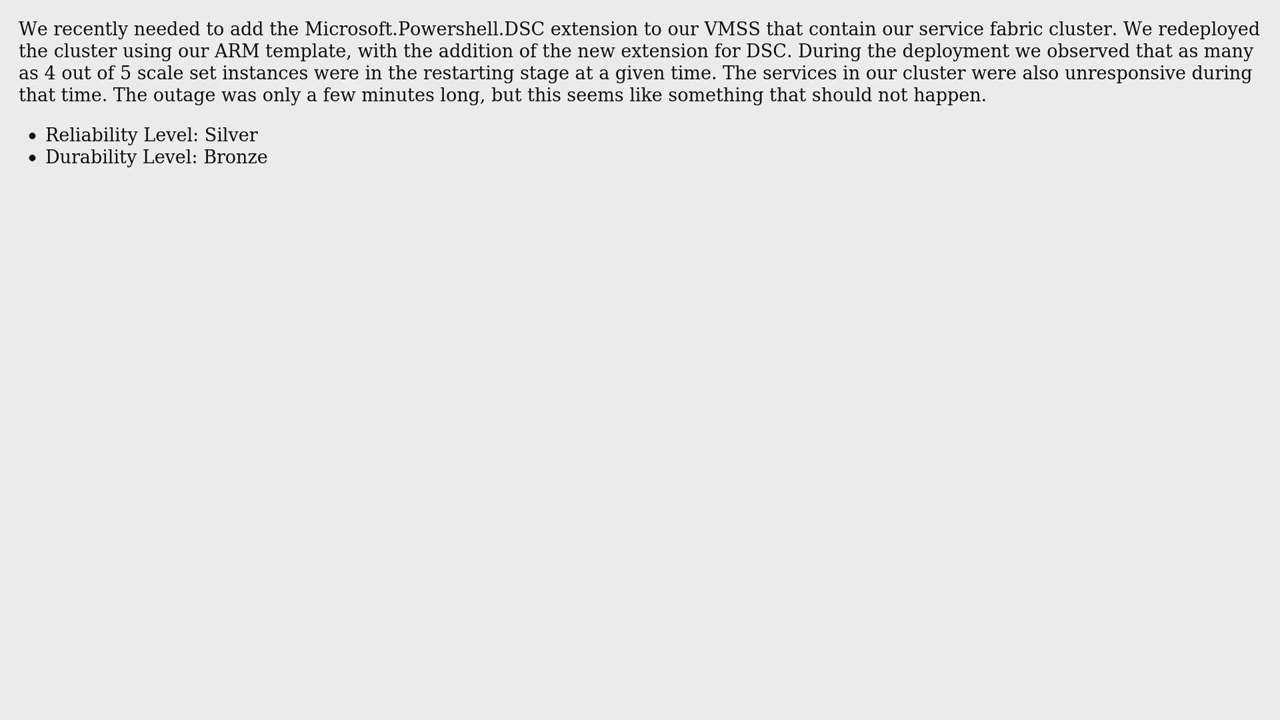 We recently needed to add the Microsoft.Powershell.DSC extension to our VMSS that contain our service fabric cluster. We redeployed
the cluster using our ARM template, with the addition of the new extension for DSC. During the deployment we observed that as many
as 4 out of 5 scale set instances were in the restarting stage at a given time. The services in our cluster were also unresponsive during
that time. The outage was only a few minutes long, but this seems like something that should not happen.
• Reliability Level: Silver
• Durability Level: Bronze